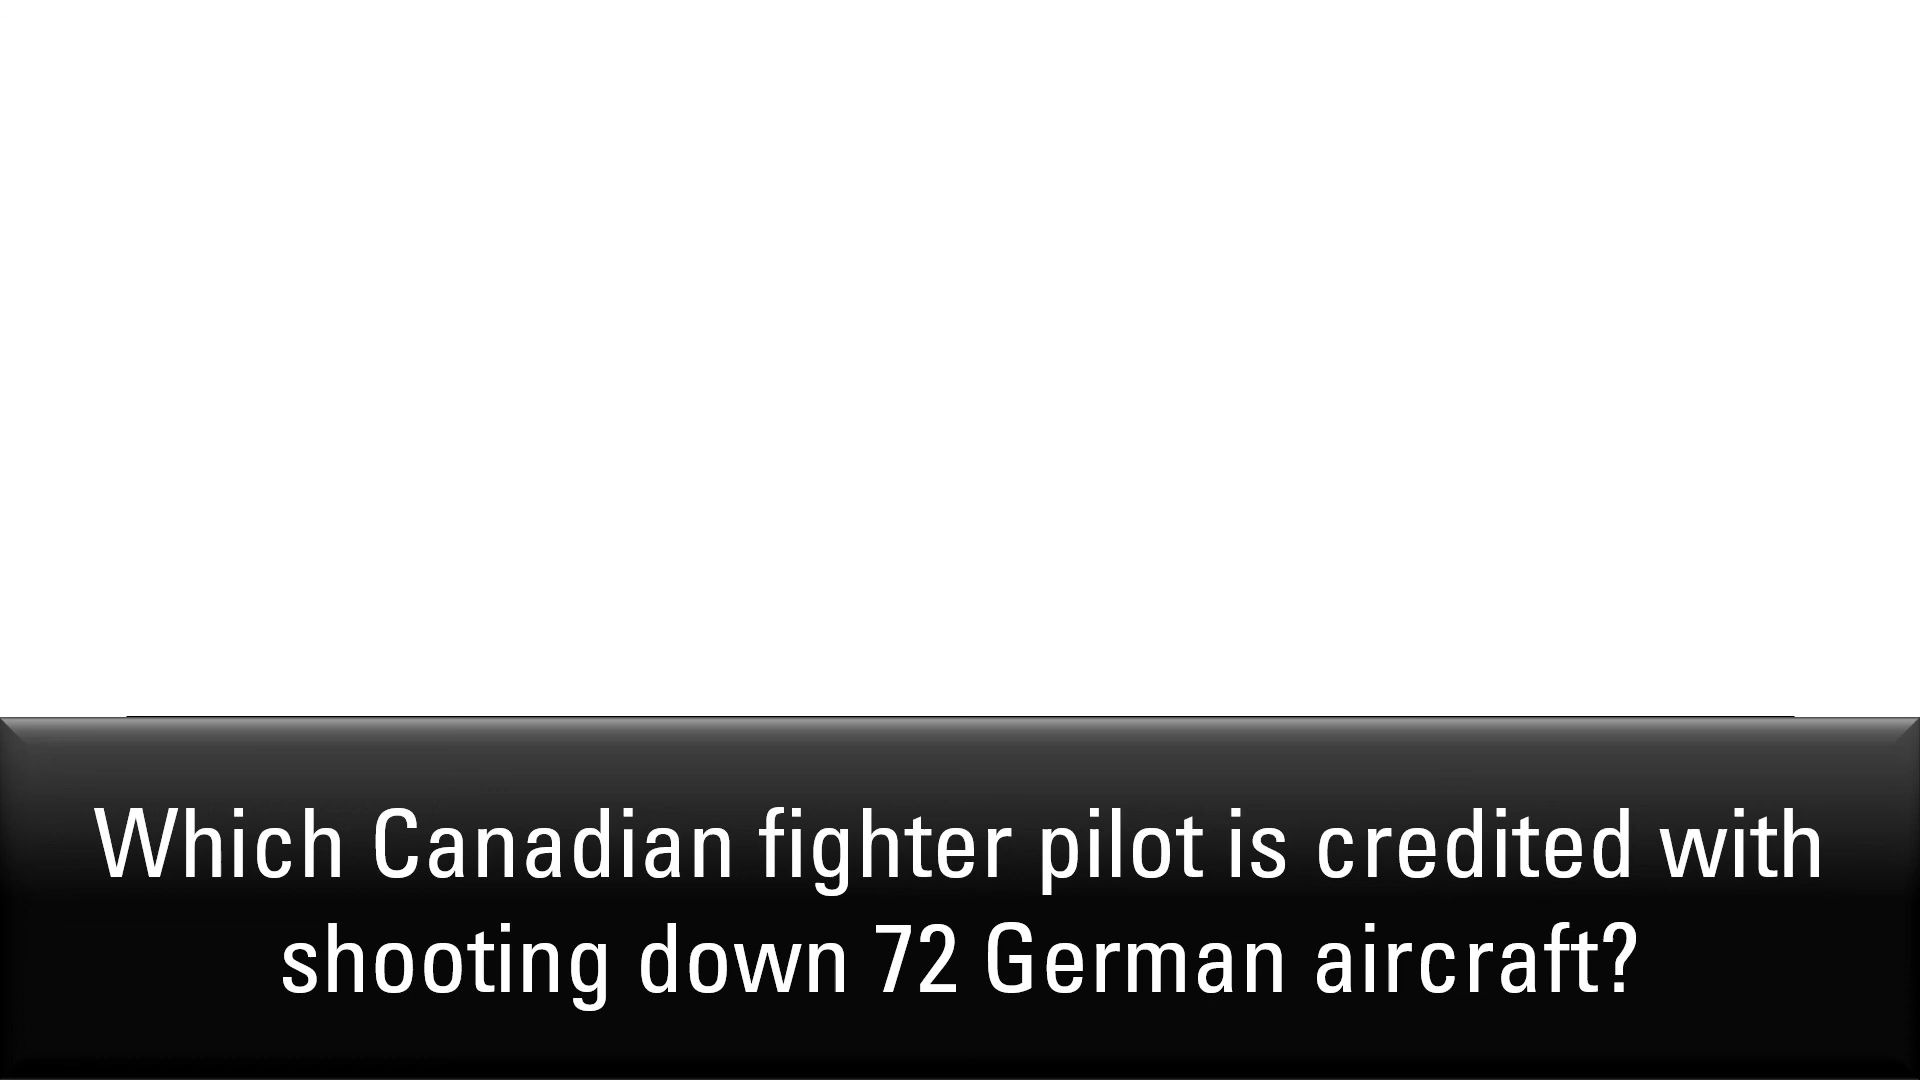 Which Canadian fighter pilot is credited with
shooting down 72 German aircraft?